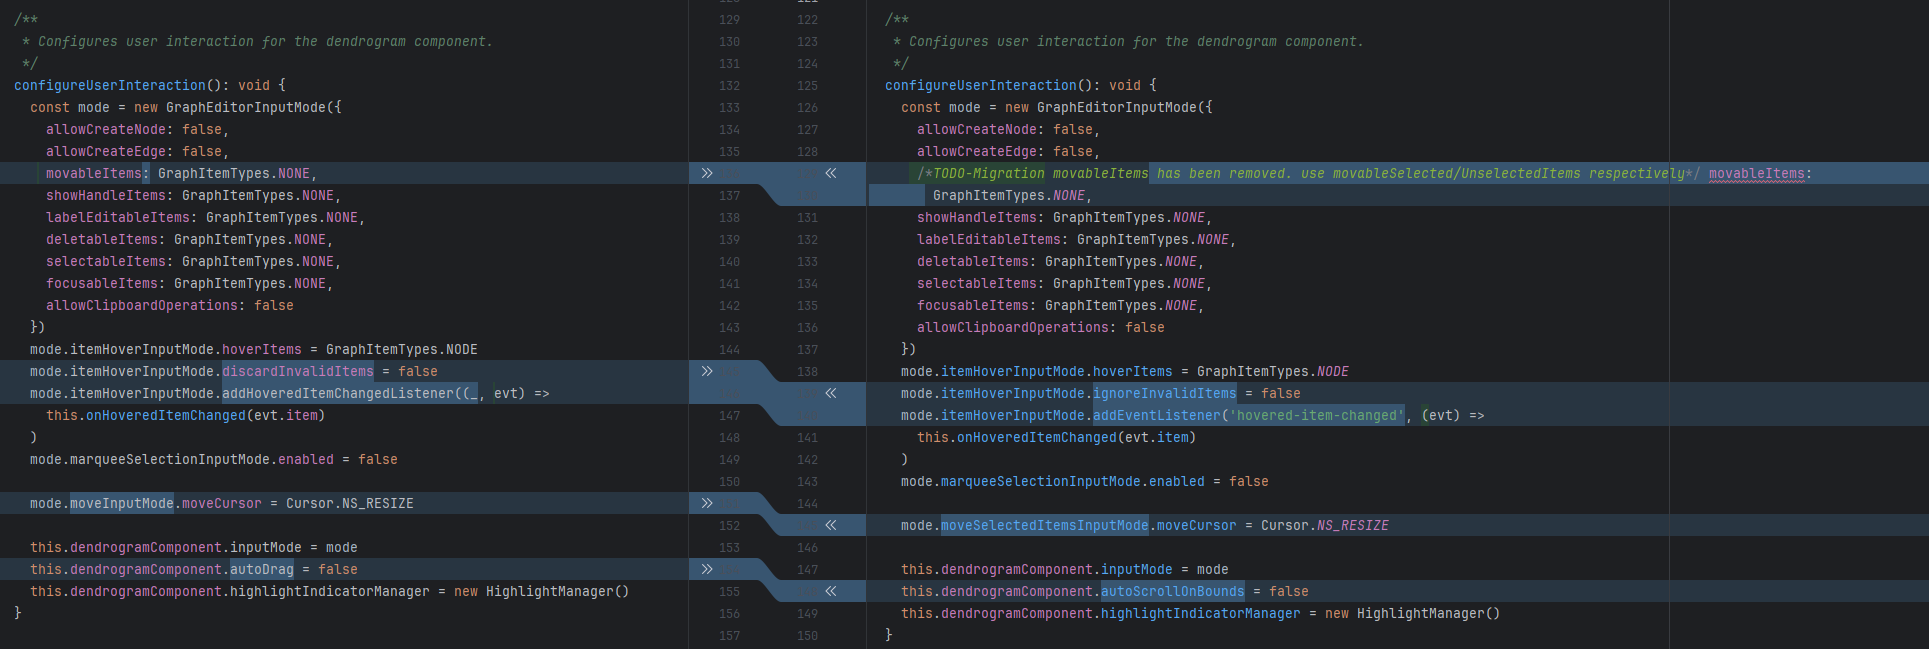 /**
 * Configures user interaction for the dendrogram component.
 */
configureUserInteraction(): void {
  const mode = new GraphEditorInputMode({
    allowCreateNode: false,
    allowCreateEdge: false,
    movableItems: GraphItemTypes.NONE,
    showHandleItems: GraphItemTypes.NONE,
    labelEditableItems: GraphItemTypes.NONE,
    deletableItems: GraphItemTypes.NONE,
    selectableItems: GraphItemTypes.NONE,
    focusableItems: GraphItemTypes.NONE,
    allowClipboardOperations: false
  })
  mode.itemHoverInputMode.hoverItems = GraphItemTypes.NODE
  mode.itemHoverInputMode.discardInvalidItems = false
  mode.itemHoverInputMode.addHoveredItemChangedListener((_, evt) =>
    this.onHoveredItemChanged(evt.item)
  )
  mode.marqueeSelectionInputMode.enabled = false
  mode.moveInputMode.moveCursor = Cursor.NS_RESIZE
  this.dendrogramComponent.inputMode = mode
  this.dendrogramComponent.autoDrag = false
  this.dendrogramComponent.highlightIndicatorManager = new HighlightManager()
}
129 122
130 123
131 124
132 125
133 126
134 127
135 128
137
138 131
139 132
140 133
141 134
142 135
143 136
144 137
138
147
148 141
149 142
150 143
144
152
153 146
147
155
156 149
157 150
/**
 * Configures user interaction for the dendrogram component.
 */
configureUserInteraction(): void {
  const mode = new GraphEditorInputMode({
    allowCreateNode: false,
    allowCreateEdge: false,
    /*TODO-Migration movableItems has been removed. use movableSelected/UnselectedItems respectively*/ movableItems:
      GraphItemTypes.NONE,
    showHandleItems: GraphItemTypes.NONE,
    labelEditableItems: GraphItemTypes.NONE,
    deletableItems: GraphItemTypes.NONE,
    selectableItems: GraphItemTypes.NONE,
    focusableItems: GraphItemTypes.NONE,
    allowClipboardOperations: false
  })
  mode.itemHoverInputMode.hoverItems = GraphItemTypes.NODE
  mode.itemHoverInputMode.ignoreInvalidItems = false
  mode.itemHoverInputMode.addEventListener('hovered-item-changed', (evt) =>
    this.onHoveredItemChanged(evt.item)
  )
  mode.marqueeSelectionInputMode.enabled = false
  mode.moveSelectedItemsInputMode.moveCursor = Cursor.NS_RESIZE
  this.dendrogramComponent.inputMode = mode
  this.dendrogramComponent.autoScrollOnBounds = false
  this.dendrogramComponent.highlightIndicatorManager = new HighlightManager()
}